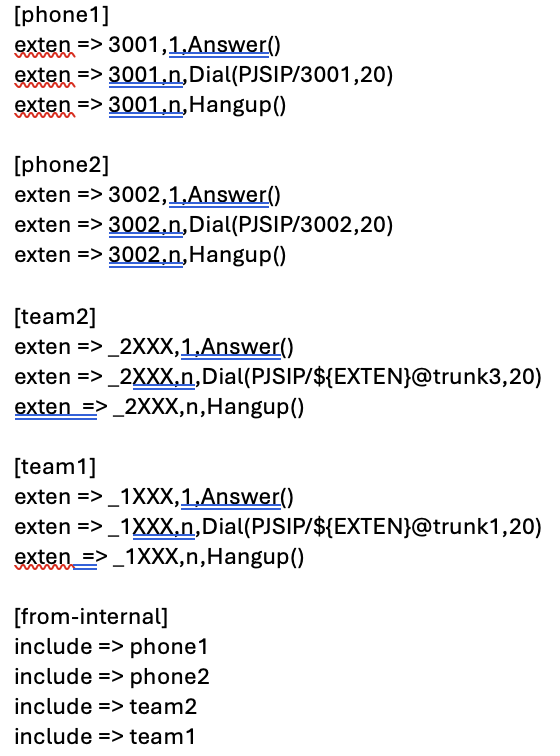 [phone1]
exten => 3001,1,Answer()
exten => 3001,n,Dial(PJSIP/3001,20)
exten => 3001,n,Hangup()

[phone2]
exten => 3002,1,Answer()
exten => 3002,n,Dial(PJSIP/3002,20)
exten => 3002,n,Hangup()

[team2]
exten => _2XXX,1,Answer()
exten => _2XXX,n,Dial(PJSIP/${EXTEN}@trunk3,20)
exten => _2XXX,n,Hangup()

[team1]
exten => _1XXX,1,Answer()
exten => _1XXX,n,Dial(PJSIP/${EXTEN}@trunk1,20)
exten => _1XXX,n,Hangup()

[from-internal]
include => phone1
include => phone2
include => team2
include => team1